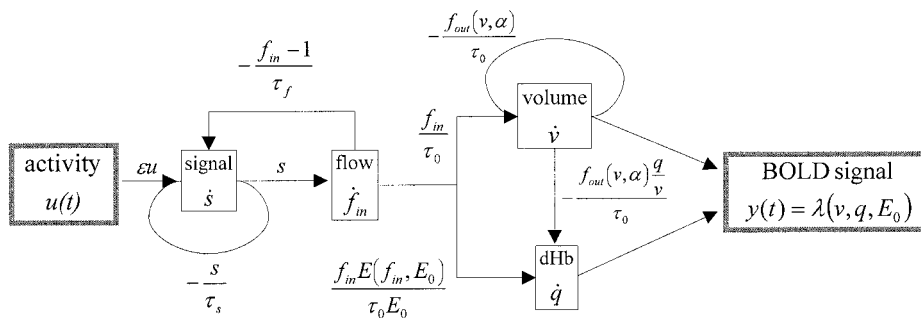 activity
u(t)
εu
signal
ṡ
s
-s/τ_s
-(f_in − 1)/τ_f
flow
ḟ_in
f_in/τ_0
f_in E(f_in, E_0)/τ_0 E_0
-f_out(v, α)/τ_0
volume
v̇
-f_out(v, α) q/v /τ_0
dHb
q̇
BOLD signal
y(t) = λ(v, q, E_0)